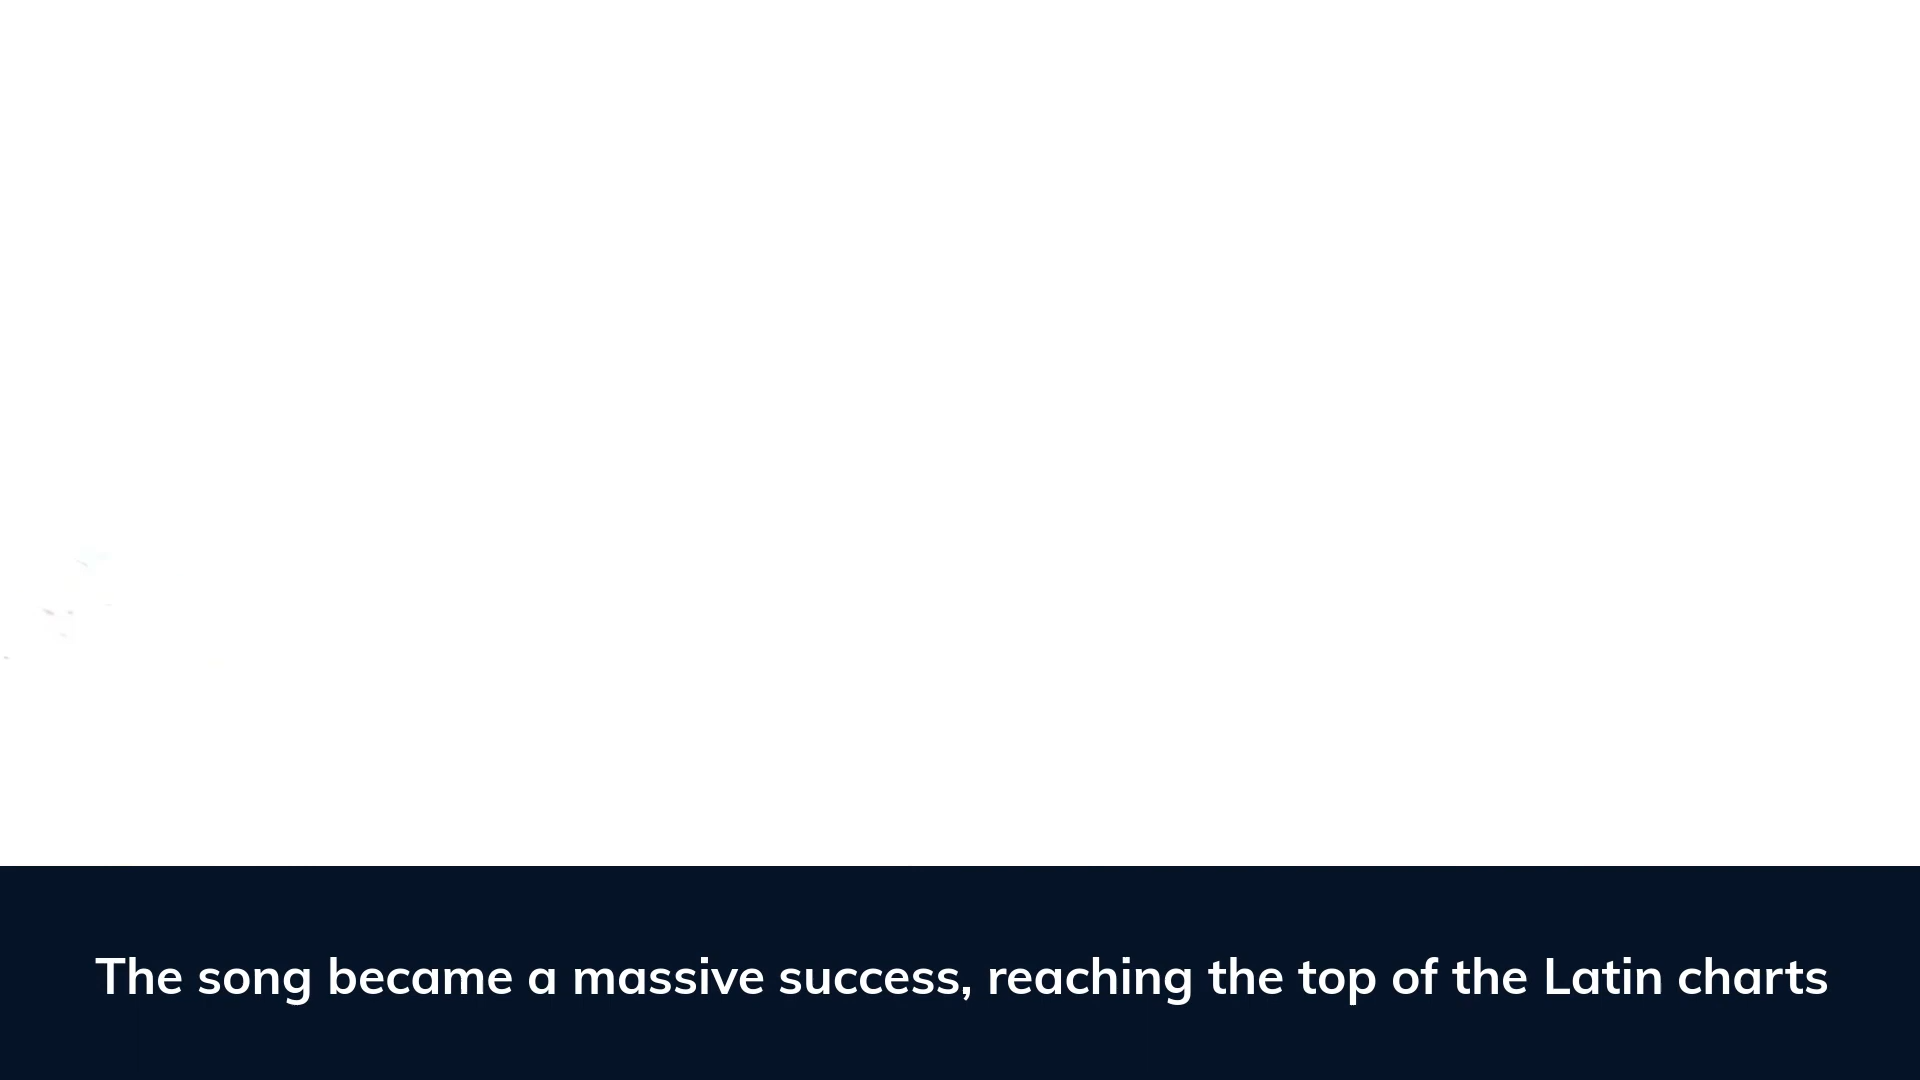 The song became a massive success, reaching the top of the Latin charts